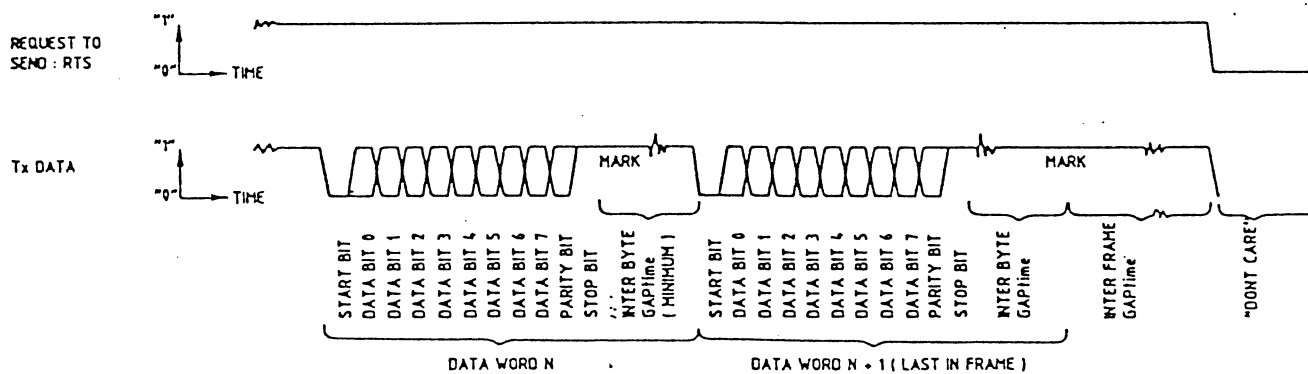 "1"
REQUEST TO
SEND : RTS
"0"
TIME
"1"
Tx DATA
MARK
MARK
"0"
TIME
START BIT
DATA BIT 0
DATA BIT 1
DATA BIT 2
DATA BIT 3
DATA BIT 4
DATA BIT 5
DATA BIT 6
DATA BIT 7
PARITY BIT
STOP BIT
INTER BYTE
GAPtime
( MINIMUM )
START BIT
DATA BIT 0
DATA BIT 1
DATA BIT 2
DATA BIT 3
DATA BIT 4
DATA BIT 5
DATA BIT 6
DATA BIT 7
PARITY BIT
STOP BIT
INTER BYTE
GAPtime
INTER FRAME
GAPtime
"DONT CARE"
DATA WORD N
DATA WORD N + 1 ( LAST IN FRAME )